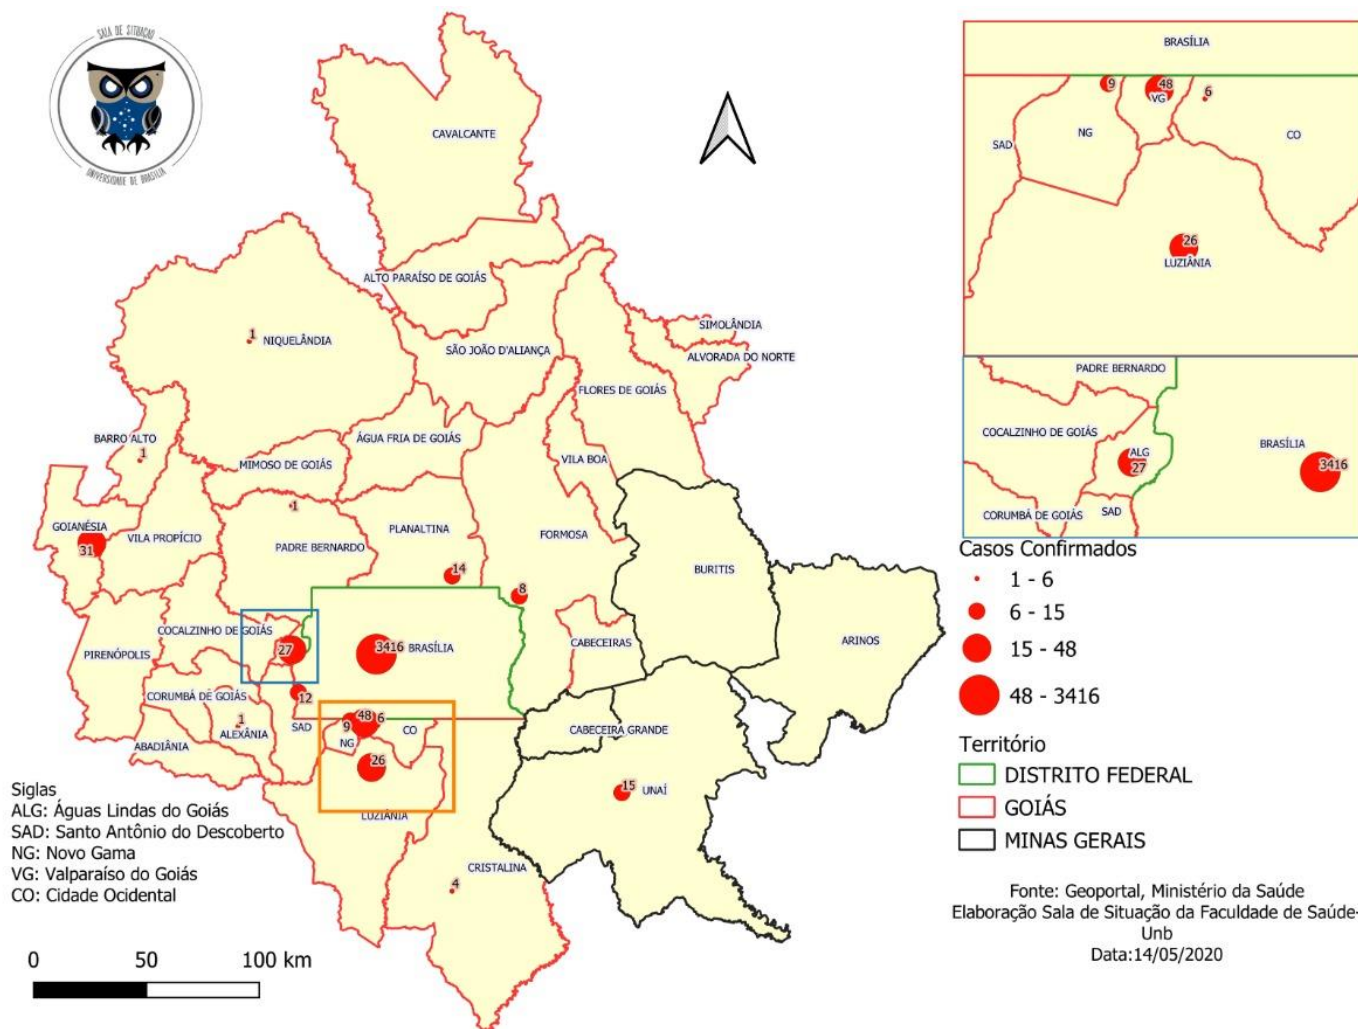 SALA DE SITUAÇÃO
UNIVERSIDADE DE BRASÍLIA
CAVALCANTE
ALTO PARAÍSO DE GOIÁS
1
NIQUELÂNDIA
SÃO JOÃO D'ALIANÇA
SIMOLÂNDIA
ALVORADA DO NORTE
FLORES DE GOIÁS
BARRO ALTO
1
ÁGUA FRIA DE GOIÁS
MIMOSO DE GOIÁS
VILA BOA
1
GOIANÉSIA
31
VILA PROPÍCIO
PADRE BERNARDO
PLANALTINA
14
FORMOSA
8
BURITIS
COCALZINHO DE GOIÁS
27
3416
BRASÍLIA
CABECEIRAS
ARINOS
PIRENÓPOLIS
CORUMBÁ DE GOIÁS
12
1
ALEXÂNIA
SAD
ABADIÂNIA
9
48
6
NG
CO
26
LUZIÂNIA
CABECEIRA GRANDE
15
UNAÍ
CRISTALINA
4
BRASÍLIA
9
48
VG
6
NG
SAD
CO
26
LUZIÂNIA
PADRE BERNARDO
COCALZINHO DE GOIÁS
ALG
27
BRASÍLIA
3416
CORUMBÁ DE GOIÁS
SAD
Casos Confirmados
1 - 6
6 - 15
15 - 48
48 - 3416
Território
DISTRITO FEDERAL
GOIÁS
MINAS GERAIS
Siglas
ALG: Águas Lindas do Goiás
SAD: Santo Antônio do Descoberto
NG: Novo Gama
VG: Valparaíso do Goiás
CO: Cidade Ocidental
0 50 100 km
Fonte: Geoportal, Ministério da Saúde
Elaboração Sala de Situação da Faculdade de Saúde-
Unb
Data:14/05/2020